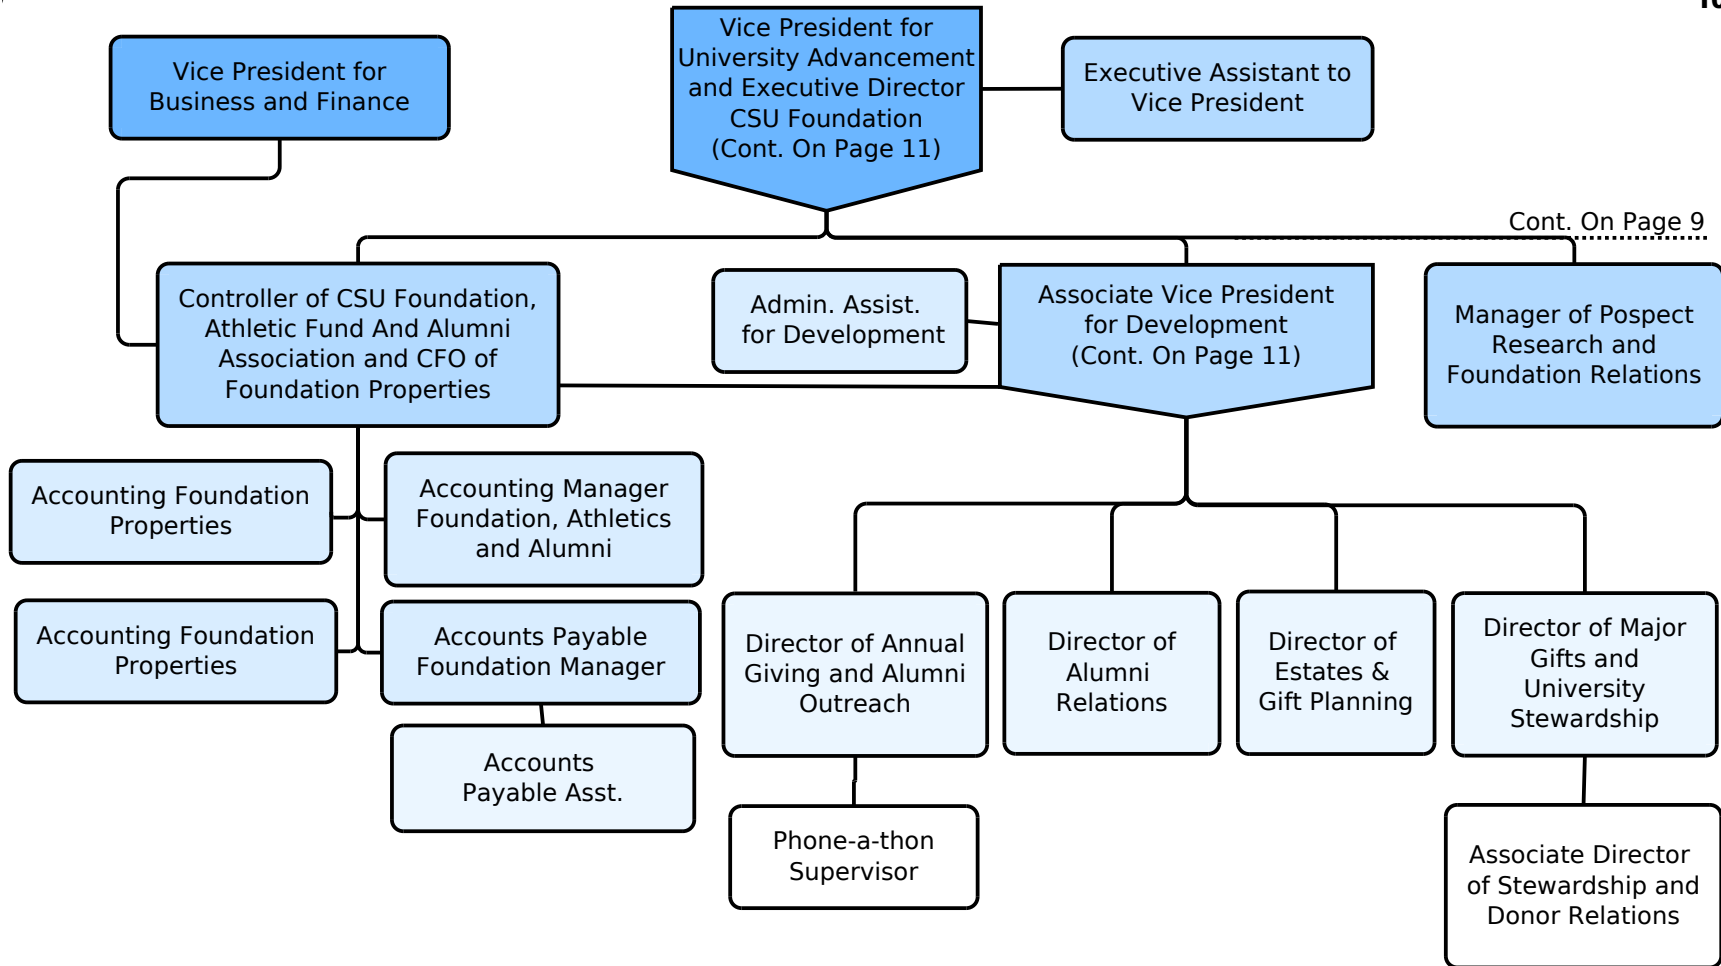 Vice President for
Business and Finance
Vice President for
University Advancement
and Executive Director
CSU Foundation
(Cont. On Page 11)
Executive Assistant to
Vice President
Cont. On Page 9
Controller of CSU Foundation,
Athletic Fund And Alumni
Association and CFO of
Foundation Properties
Admin. Assist.
for Development
Associate Vice President
for Development
(Cont. On Page 11)
Manager of Pospect
Research and
Foundation Relations
Accounting Foundation
Properties
Accounting Manager
Foundation, Athletics
and Alumni
Accounting Foundation
Properties
Accounts Payable
Foundation Manager
Accounts
Payable Asst.
Director of Annual
Giving and Alumni
Outreach
Director of
Alumni
Relations
Director of
Estates &
Gift Planning
Director of Major
Gifts and
University
Stewardship
Phone-a-thon
Supervisor
Associate Director
of Stewardship and
Donor Relations